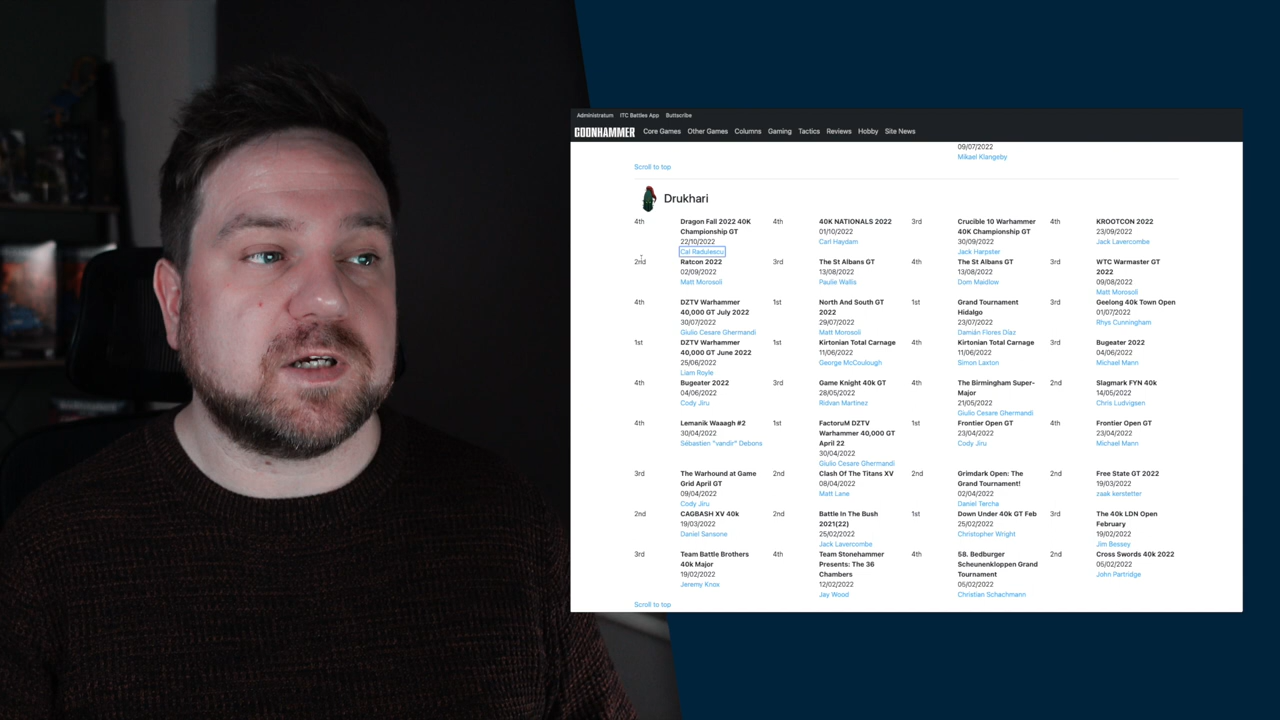 Administratum ITC Battles App Buttscribe
GOONHAMMER Core Games Other Games Columns Gaming Tactics Reviews Hobby Site News
09/07/2022
Mikael Klangeby
Scroll to top
Drukhari
4th Dragon Fall 2022 40K Championship GT 22/10/2022 Cal Radulescu
4th 40K NATIONALS 2022 01/10/2022 Carl Haydam
3rd Crucible 10 Warhammer 40K Championship GT 30/09/2022 Jack Harpster
4th KROOTCON 2022 23/09/2022 Jack Lavercombe
2nd Ratcon 2022 02/09/2022 Matt Morosoli
3rd The St Albans GT 13/08/2022 Paulie Wallis
4th The St Albans GT 13/08/2022 Dom Maidlow
3rd WTC Warmaster GT 2022 09/08/2022 Matt Morosoli
4th DZTV Warhammer 40,000 GT July 2022 30/07/2022 Giulio Cesare Ghermandi
1st North And South GT 2022 29/07/2022 Matt Morosoli
1st Grand Tournament Hidalgo 23/07/2022 Damián Flores Díaz
3rd Geelong 40k Town Open 01/07/2022 Rhys Cunningham
1st DZTV Warhammer 40,000 GT June 2022 25/06/2022 Liam Royle
1st Kirtonian Total Carnage 11/06/2022 George McCoulough
4th Kirtonian Total Carnage 11/06/2022 Simon Laxton
3rd Bugeater 2022 04/06/2022 Michael Mann
4th Bugeater 2022 04/06/2022 Cody Jiru
3rd Game Knight 40k GT 28/05/2022 Ridvan Martinez
4th The Birmingham Super-Major 21/05/2022 Giulio Cesare Ghermandi
2nd Slagmark FYN 40k 14/05/2022 Chris Ludvigsen
4th Lemanik Waaagh #2 30/04/2022 Sébastien "vandir" Debons
1st FactoruM DZTV Warhammer 40,000 GT April 22 30/04/2022 Giulio Cesare Ghermandi
1st Frontier Open GT 23/04/2022 Cody Jiru
4th Frontier Open GT 23/04/2022 Michael Mann
3rd The Warhound at Game Grid April GT 09/04/2022 Cody Jiru
2nd Clash Of The Titans XV 08/04/2022 Matt Lane
2nd Grimdark Open: The Grand Tournament! 02/04/2022 Daniel Tercha
2nd Free State GT 2022 19/03/2022 zaak kerstetter
2nd CAGBASH XV 40k 19/03/2022 Daniel Sansone
2nd Battle In The Bush 2021(22) 25/02/2022 Jack Lavercombe
1st Down Under 40k GT Feb 25/02/2022 Christopher Wright
3rd The 40k LDN Open February 19/02/2022 Jim Bessey
3rd Team Battle Brothers 40k Major 19/02/2022 Jeremy Knox
4th Team Stonehammer Presents: The 36 Chambers 12/02/2022 Jay Wood
4th 58. Bedburger Scheunenkloppen Grand Tournament 05/02/2022 Christian Schachmann
2nd Cross Swords 40k 2022 05/02/2022 John Partridge
Scroll to top